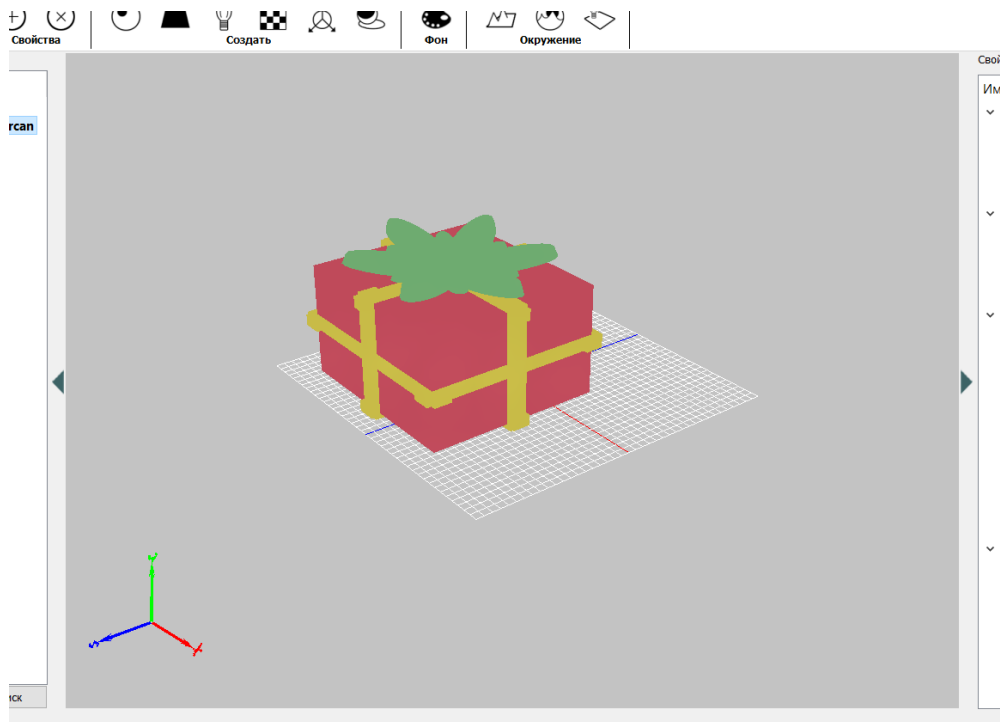 Свойства
Создать
Фон
Окружение
Свой
Им
rcan
иск